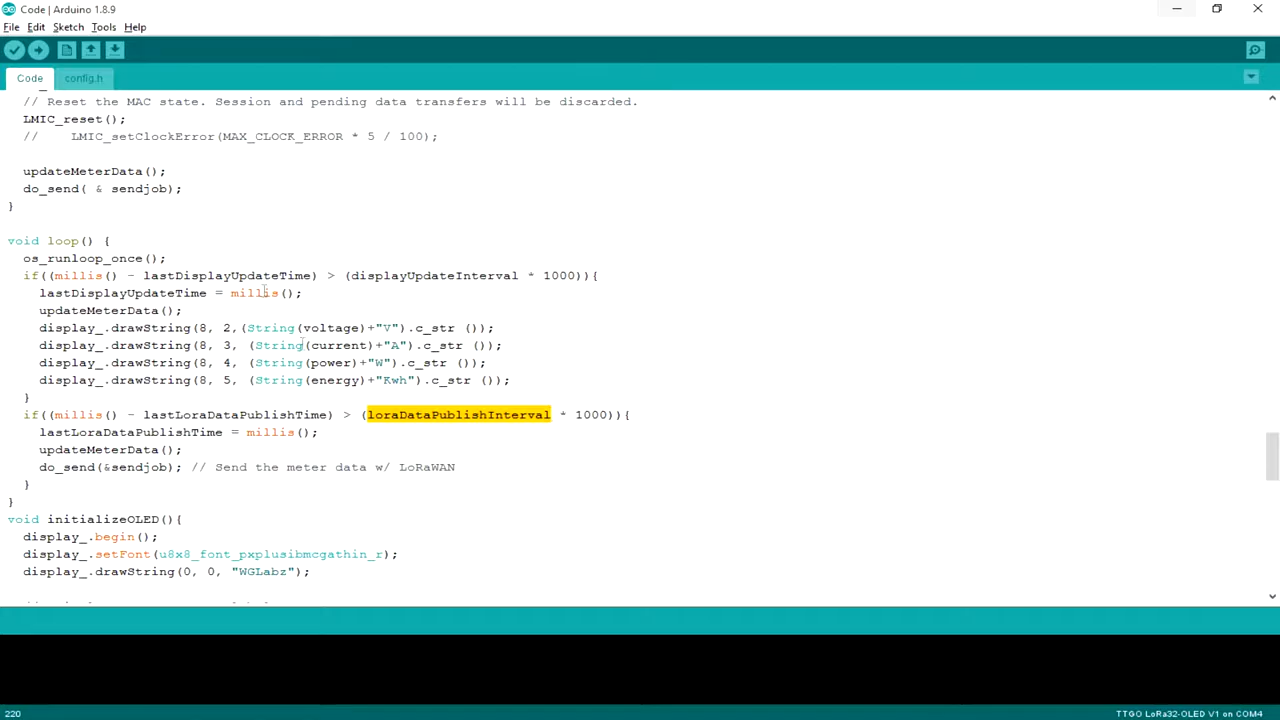 Code | Arduino 1.8.9
File Edit Sketch Tools Help
Code config.h
// Reset the MAC state. Session and pending data transfers will be discarded.
LMIC_reset();
//    LMIC_setClockError(MAX_CLOCK_ERROR * 5 / 100);
updateMeterData();
do_send( & sendjob);
}
void loop() {
os_runloop_once();
if((millis() - lastDisplayUpdateTime) > (displayUpdateInterval * 1000)){
lastDisplayUpdateTime = millis();
updateMeterData();
display_.drawString(8, 2,(String(voltage)+"V").c_str ());
display_.drawString(8, 3, (String(current)+"A").c_str ());
display_.drawString(8, 4, (String(power)+"W").c_str ());
display_.drawString(8, 5, (String(energy)+"Kwh").c_str ());
}
if((millis() - lastLoraDataPublishTime) > (loraDataPublishInterval * 1000)){
lastLoraDataPublishTime = millis();
updateMeterData();
do_send(&sendjob); // Send the meter data w/ LoRaWAN
}
}
void initializeOLED(){
display_.begin();
display_.setFont(u8x8_font_pxplusibmcgathin_r);
display_.drawString(0, 0, "WGLabz");
220
TTGO LoRa32-OLED V1 on COM4